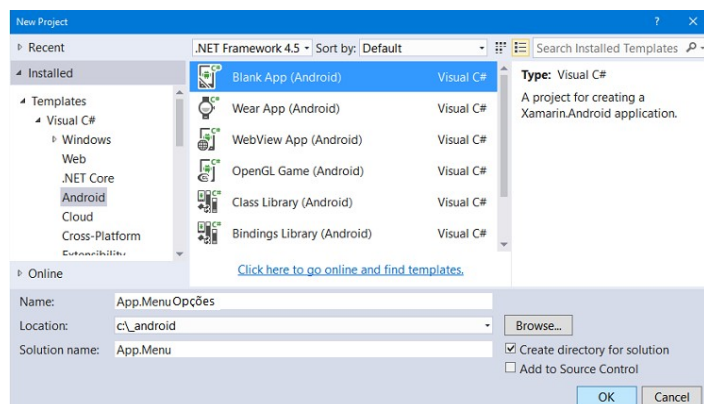 New Project
Recent
.NET Framework 4.5 Sort by: Default
Search Installed Templates
Installed
Templates
Visual C#
Windows
Web
.NET Core
Android
Cloud
Cross-Platform
Extensibility
Online
Blank App (Android) Visual C#
Wear App (Android) Visual C#
WebView App (Android) Visual C#
OpenGL Game (Android) Visual C#
Class Library (Android) Visual C#
Bindings Library (Android) Visual C#
Click here to go online and find templates.
Type: Visual C#
A project for creating a
Xamarin.Android application.
Name: App.MenuOpções
Location: c:\_android
Browse...
Solution name: App.Menu
Create directory for solution
Add to Source Control
OK Cancel